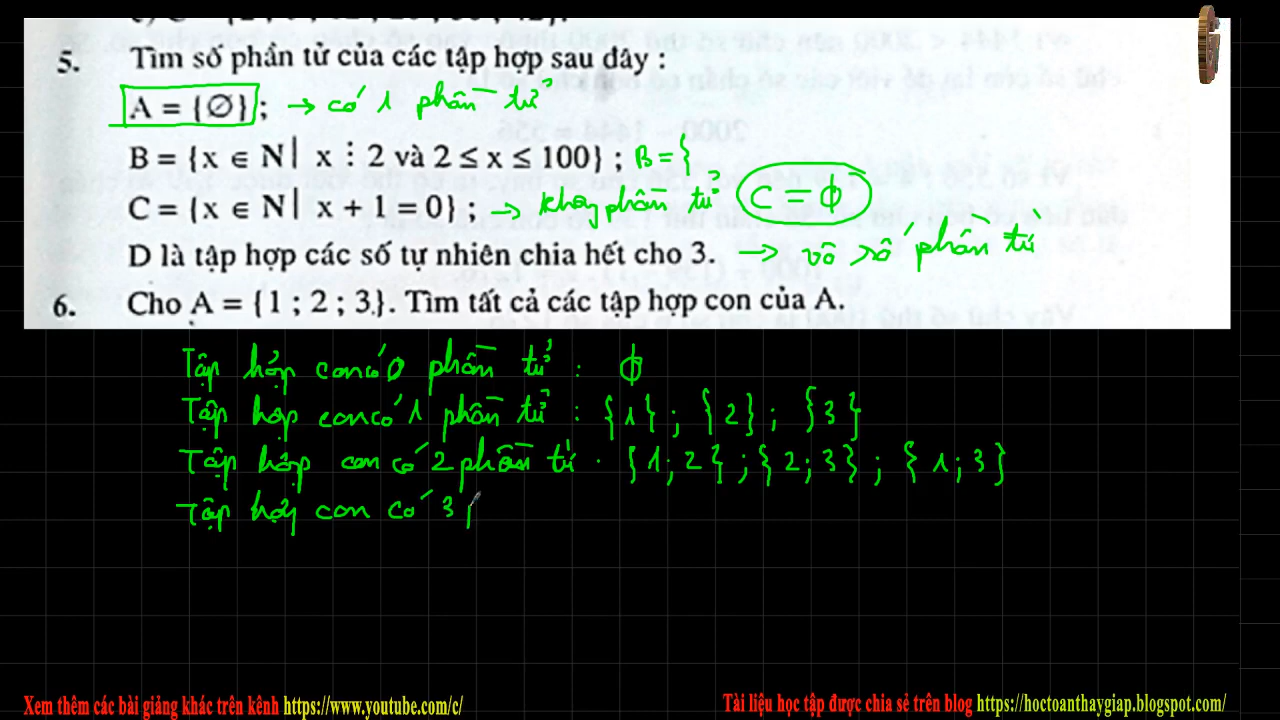 5. Tìm số phần tử của các tập hợp sau đây :
A = {∅} ; → có 1 phần tử
B = {x ∈ N| x ⋮ 2 và 2 ≤ x ≤ 100} ; B = {
C = {x ∈ N| x + 1 = 0} ; → không phần tử C = ϕ
D là tập hợp các số tự nhiên chia hết cho 3. → vô số phần tử
6. Cho A = {1 ; 2 ; 3}. Tìm tất cả các tập hợp con của A.
Tập hợp con có 0 phần tử : ϕ
Tập hợp con có 1 phần tử : {1} ; {2} ; {3}
Tập hợp con có 2 phần tử . {1; 2} ; {2; 3} ; {1; 3}
Tập hợp con có 3
Xem thêm các bài giảng khác trên kênh https://www.youtube.com/c/
Tài liệu học tập được chia sẻ trên blog https://hoctoanthaygiap.blogspot.com/